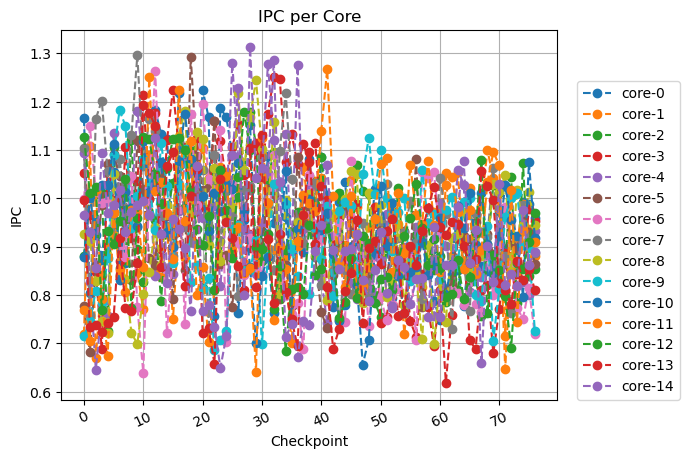 IPC per Core
IPC
1.3
1.2
1.1
1.0
0.9
0.8
0.7
0.6
0
10
20
30
40
50
60
70
Checkpoint
core-0
core-1
core-2
core-3
core-4
core-5
core-6
core-7
core-8
core-9
core-10
core-11
core-12
core-13
core-14